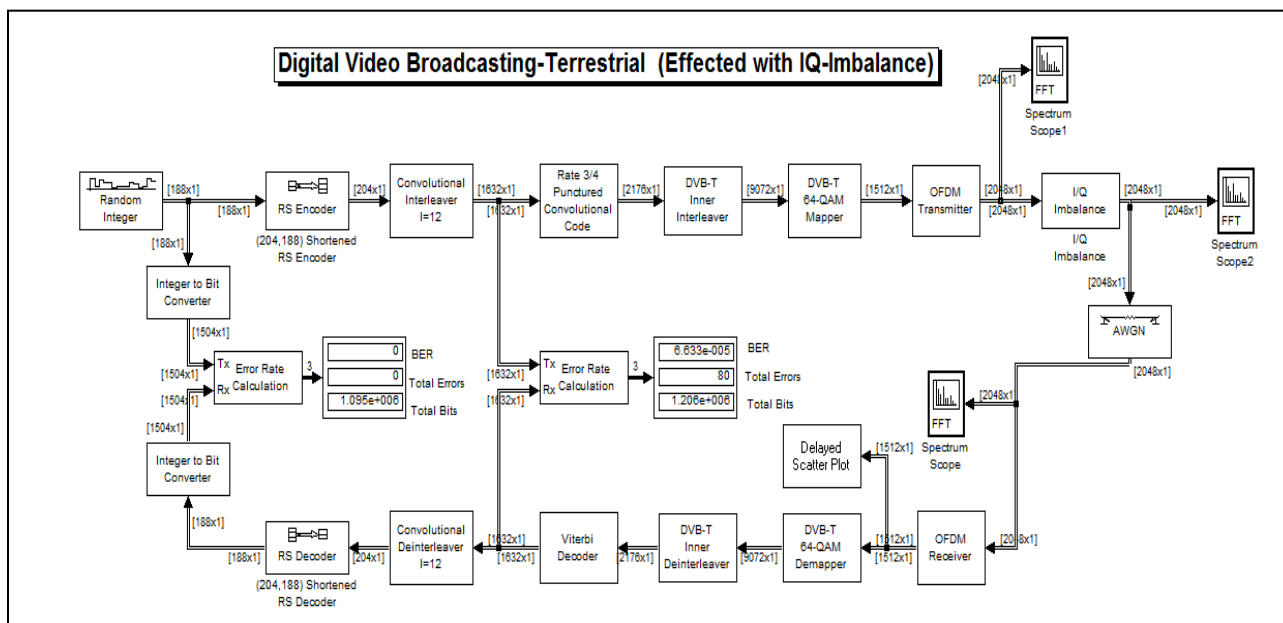 Digital Video Broadcasting-Terrestrial (Effected with IQ-Imbalance)
[2048x1]
FFT
Spectrum
Scope1
Random
Integer
[188x1]
[188x1]
RS Encoder
(204,188) Shortened
RS Encoder
[204x1]
Convolutional
Interleaver
I=12
[1632x1]
[1632x1]
Rate 3/4
Punctured
Convolutional
Code
[2176x1]
DVB-T
Inner
Interleaver
[9072x1]
DVB-T
64-QAM
Mapper
[1512x1]
OFDM
Transmitter
[2048x1]
[2048x1]
I/Q
Imbalance
I/Q
Imbalance
[2048x1]
[2048x1]
FFT
Spectrum
Scope2
[188x1]
Integer to Bit
Converter
[1504x1]
[1504x1]
Tx
Rx
Error Rate
Calculation
3
0
BER
0
Total Errors
1.095e+006
Total Bits
[1632x1]
[1632x1]
Tx
Rx
Error Rate
Calculation
3
6.633e-005
BER
80
Total Errors
1.206e+006
Total Bits
[2048x1]
AWGN
[2048x1]
[2048x1]
FFT
Spectrum
Scope
[1504x1]
[1504x1]
Integer to Bit
Converter
Delayed
Scatter Plot
[1512x1]
[188x1]
[188x1]
RS Decoder
(204,188) Shortened
RS Decoder
[204x1]
Convolutional
Deinterleaver
I=12
[1632x1]
[1632x1]
Viterbi
Decoder
[2176x1]
DVB-T
Inner
Deinterleaver
[9072x1]
DVB-T
64-QAM
Demapper
[1512x1]
[1512x1]
OFDM
Receiver
[2048x1]